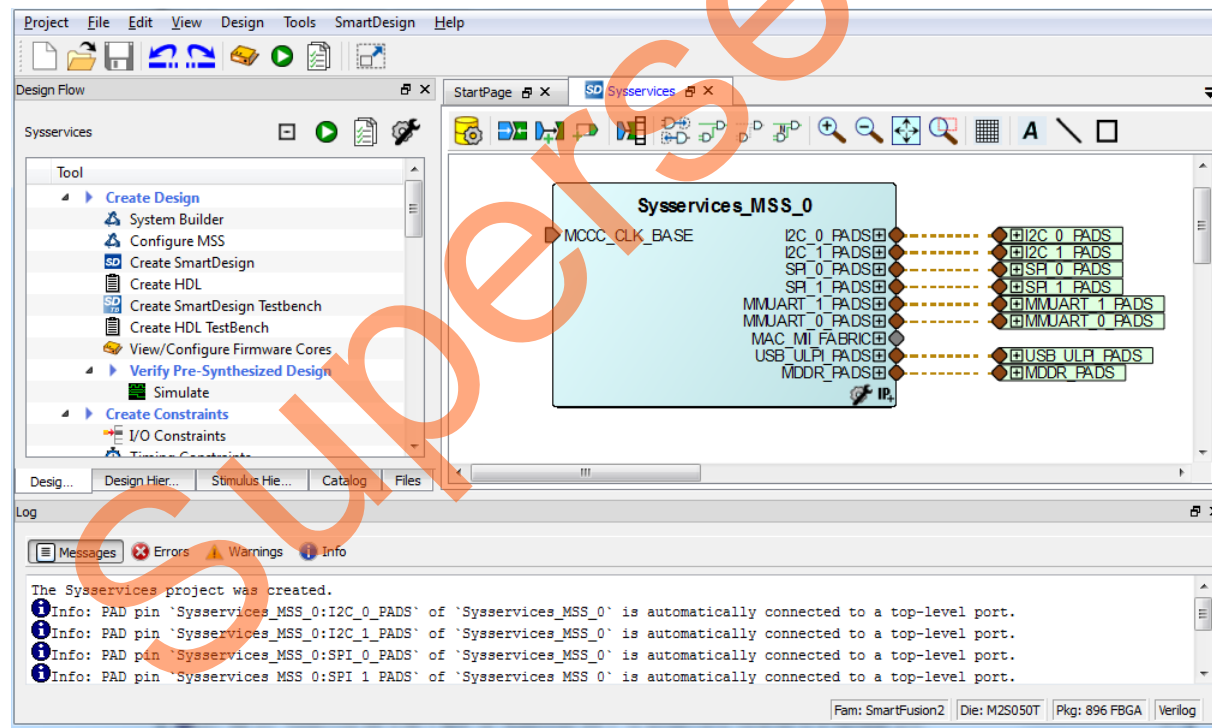 Project File Edit View Design Tools SmartDesign Help
Design Flow
StartPage
SD Sysservices
Sysservices
Tool
Create Design
System Builder
Configure MSS
SD Create SmartDesign
Create HDL
Create SmartDesign Testbench
Create HDL TestBench
View/Configure Firmware Cores
Verify Pre-Synthesized Design
Simulate
Create Constraints
I/O Constraints
Timing Constraints
Desig... Design Hier... Stimulus Hie... Catalog Files
A
Sysservices_MSS_0
MCCC_CLK_BASE
I2C_0_PADS I2C_0_PADS
I2C_1_PADS I2C_1_PADS
SPI_0_PADS SPI_0_PADS
SPI_1_PADS SPI_1_PADS
MMUART_1_PADS MMUART_1_PADS
MMUART_0_PADS MMUART_0_PADS
MAC_MII_FABRIC
USB_ULPI_PADS USB_ULPI_PADS
MDDR_PADS MDDR_PADS
IP+
Log
Messages Errors Warnings Info
The Sysservices project was created.
Info: PAD pin `Sysservices_MSS_0:I2C_0_PADS` of `Sysservices_MSS_0` is automatically connected to a top-level port.
Info: PAD pin `Sysservices_MSS_0:I2C_1_PADS` of `Sysservices_MSS_0` is automatically connected to a top-level port.
Info: PAD pin `Sysservices_MSS_0:SPI_0_PADS` of `Sysservices_MSS_0` is automatically connected to a top-level port.
Info: PAD pin `Sysservices_MSS_0:SPI_1_PADS` of `Sysservices_MSS_0` is automatically connected to a top-level port.
Fam: SmartFusion2 Die: M2S050T Pkg: 896 FBGA Verilog
Superse